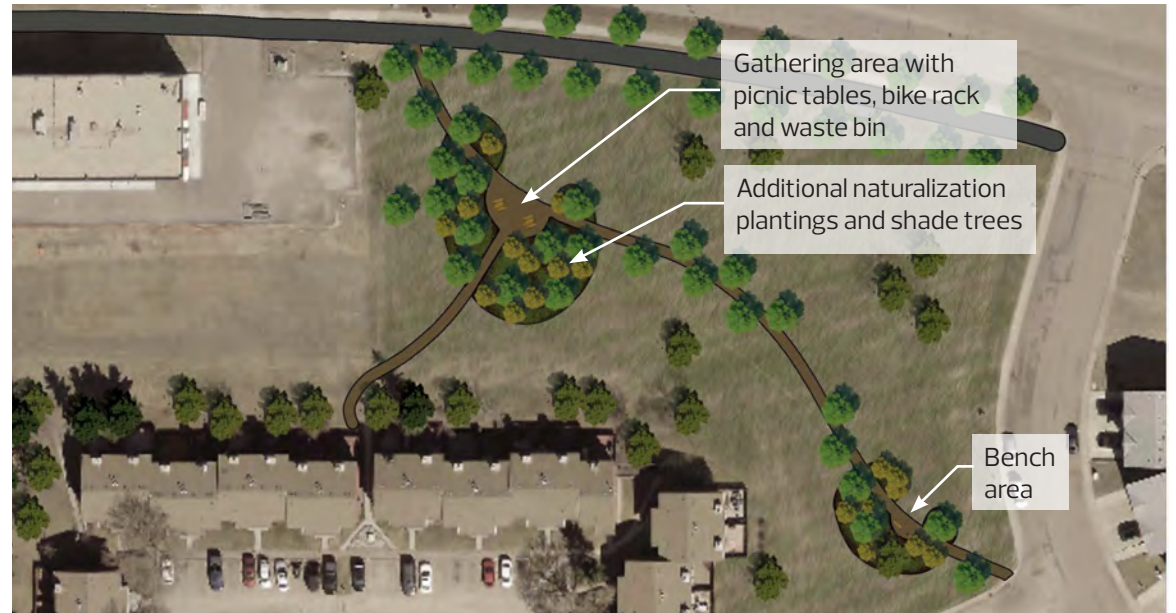 Gathering area with
picnic tables, bike rack
and waste bin
Additional naturalization
plantings and shade trees
Bench
area